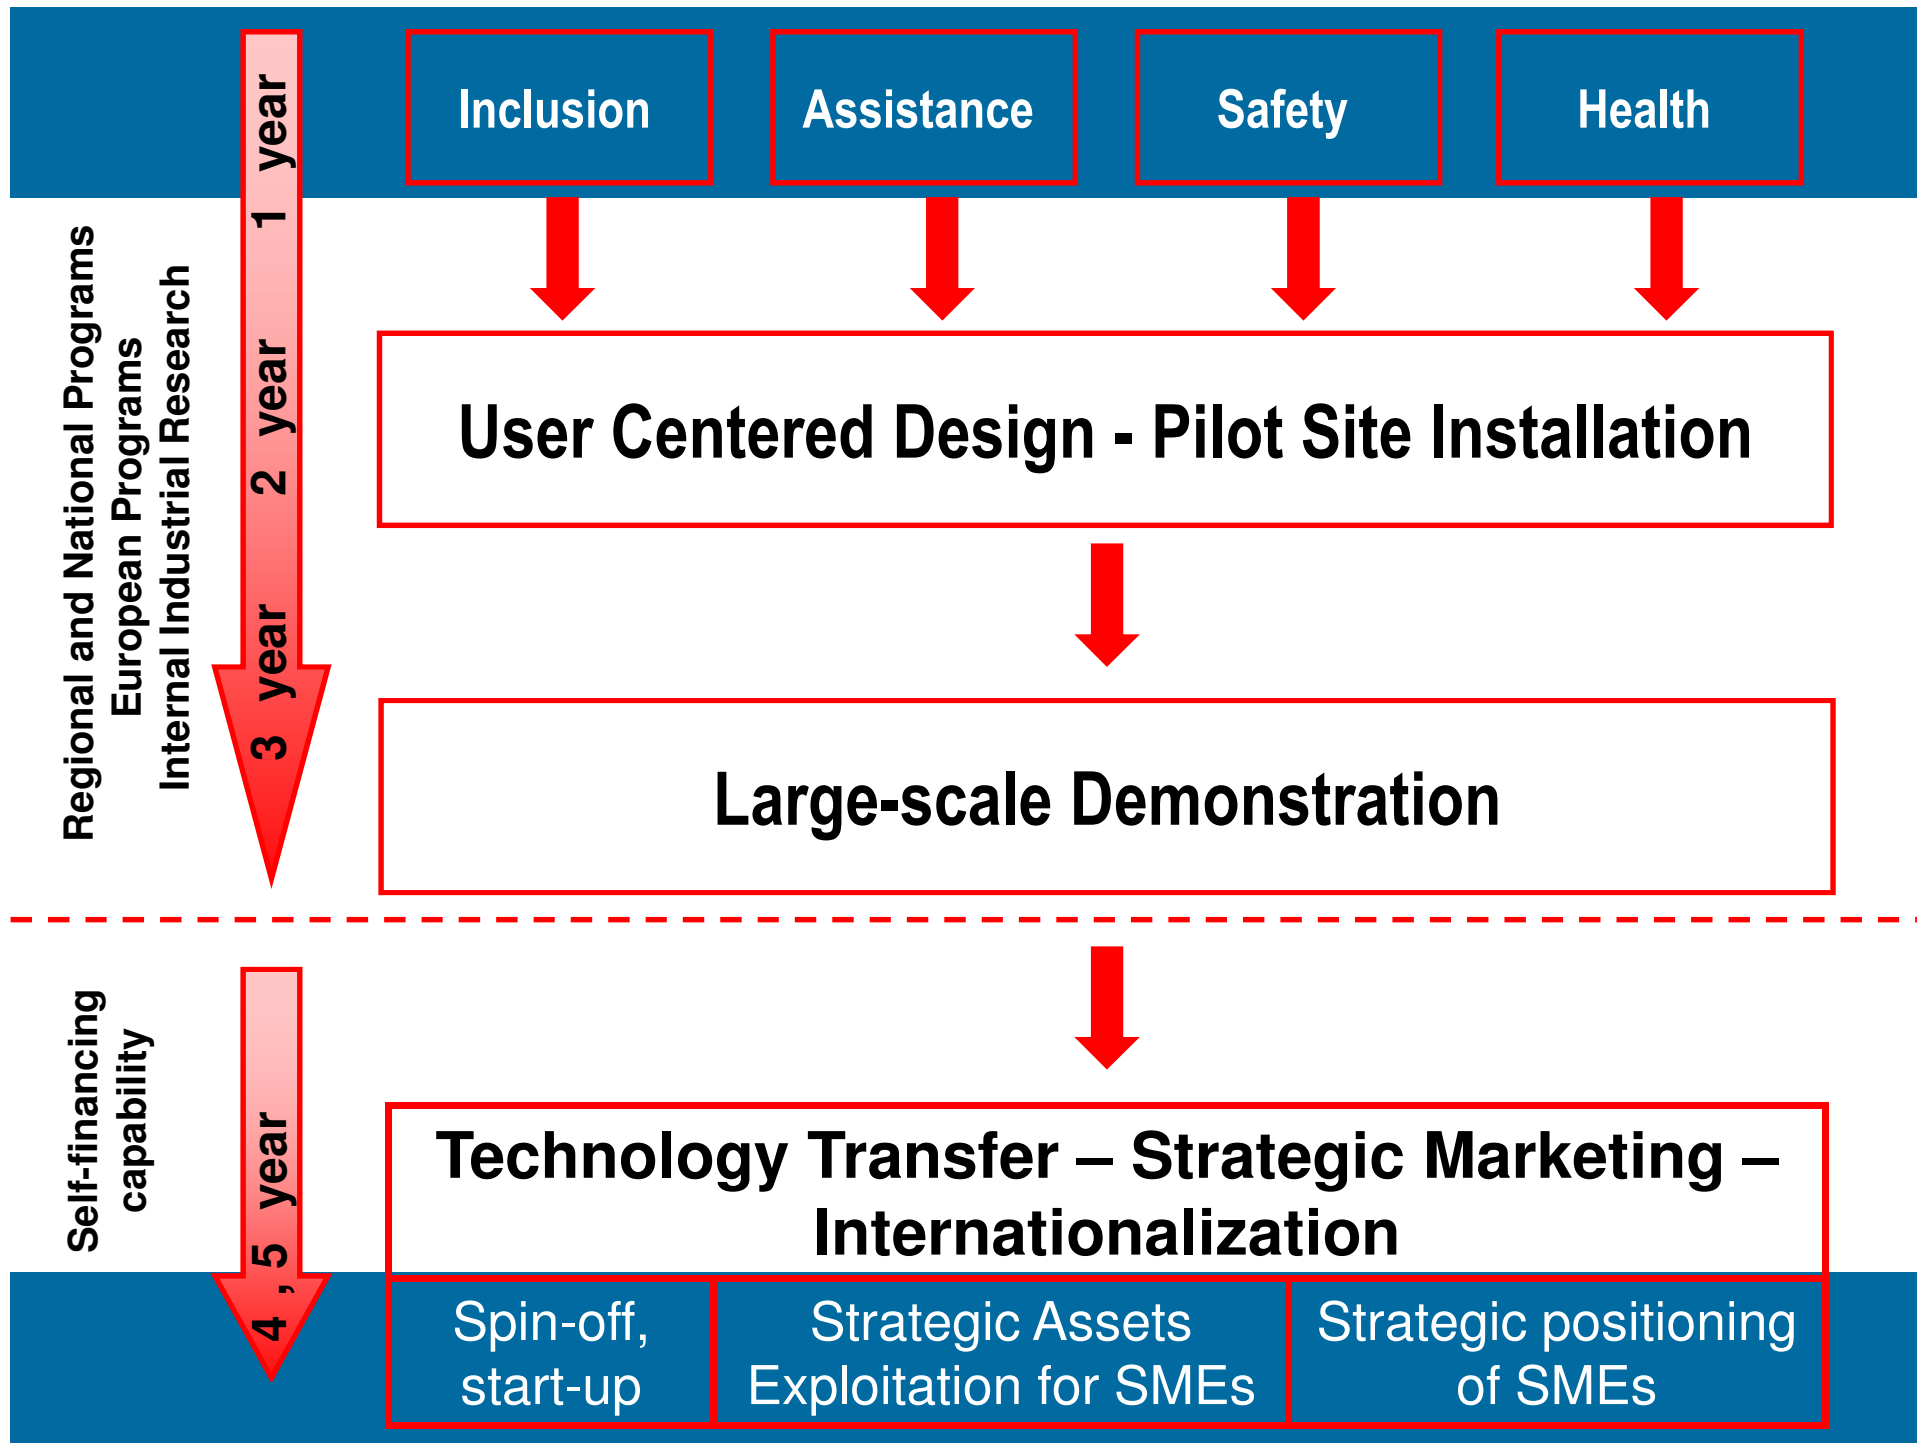 Inclusion
Assistance
Safety
Health
Regional and National Programs
European Programs
Internal Industrial Research
3 year 2 year 1 year
User Centered Design - Pilot Site Installation
Large-scale Demonstration
Self-financing
capability
4 , 5 year
Technology Transfer – Strategic Marketing –
Internationalization
Spin-off,
start-up
Strategic Assets
Exploitation for SMEs
Strategic positioning
of SMEs